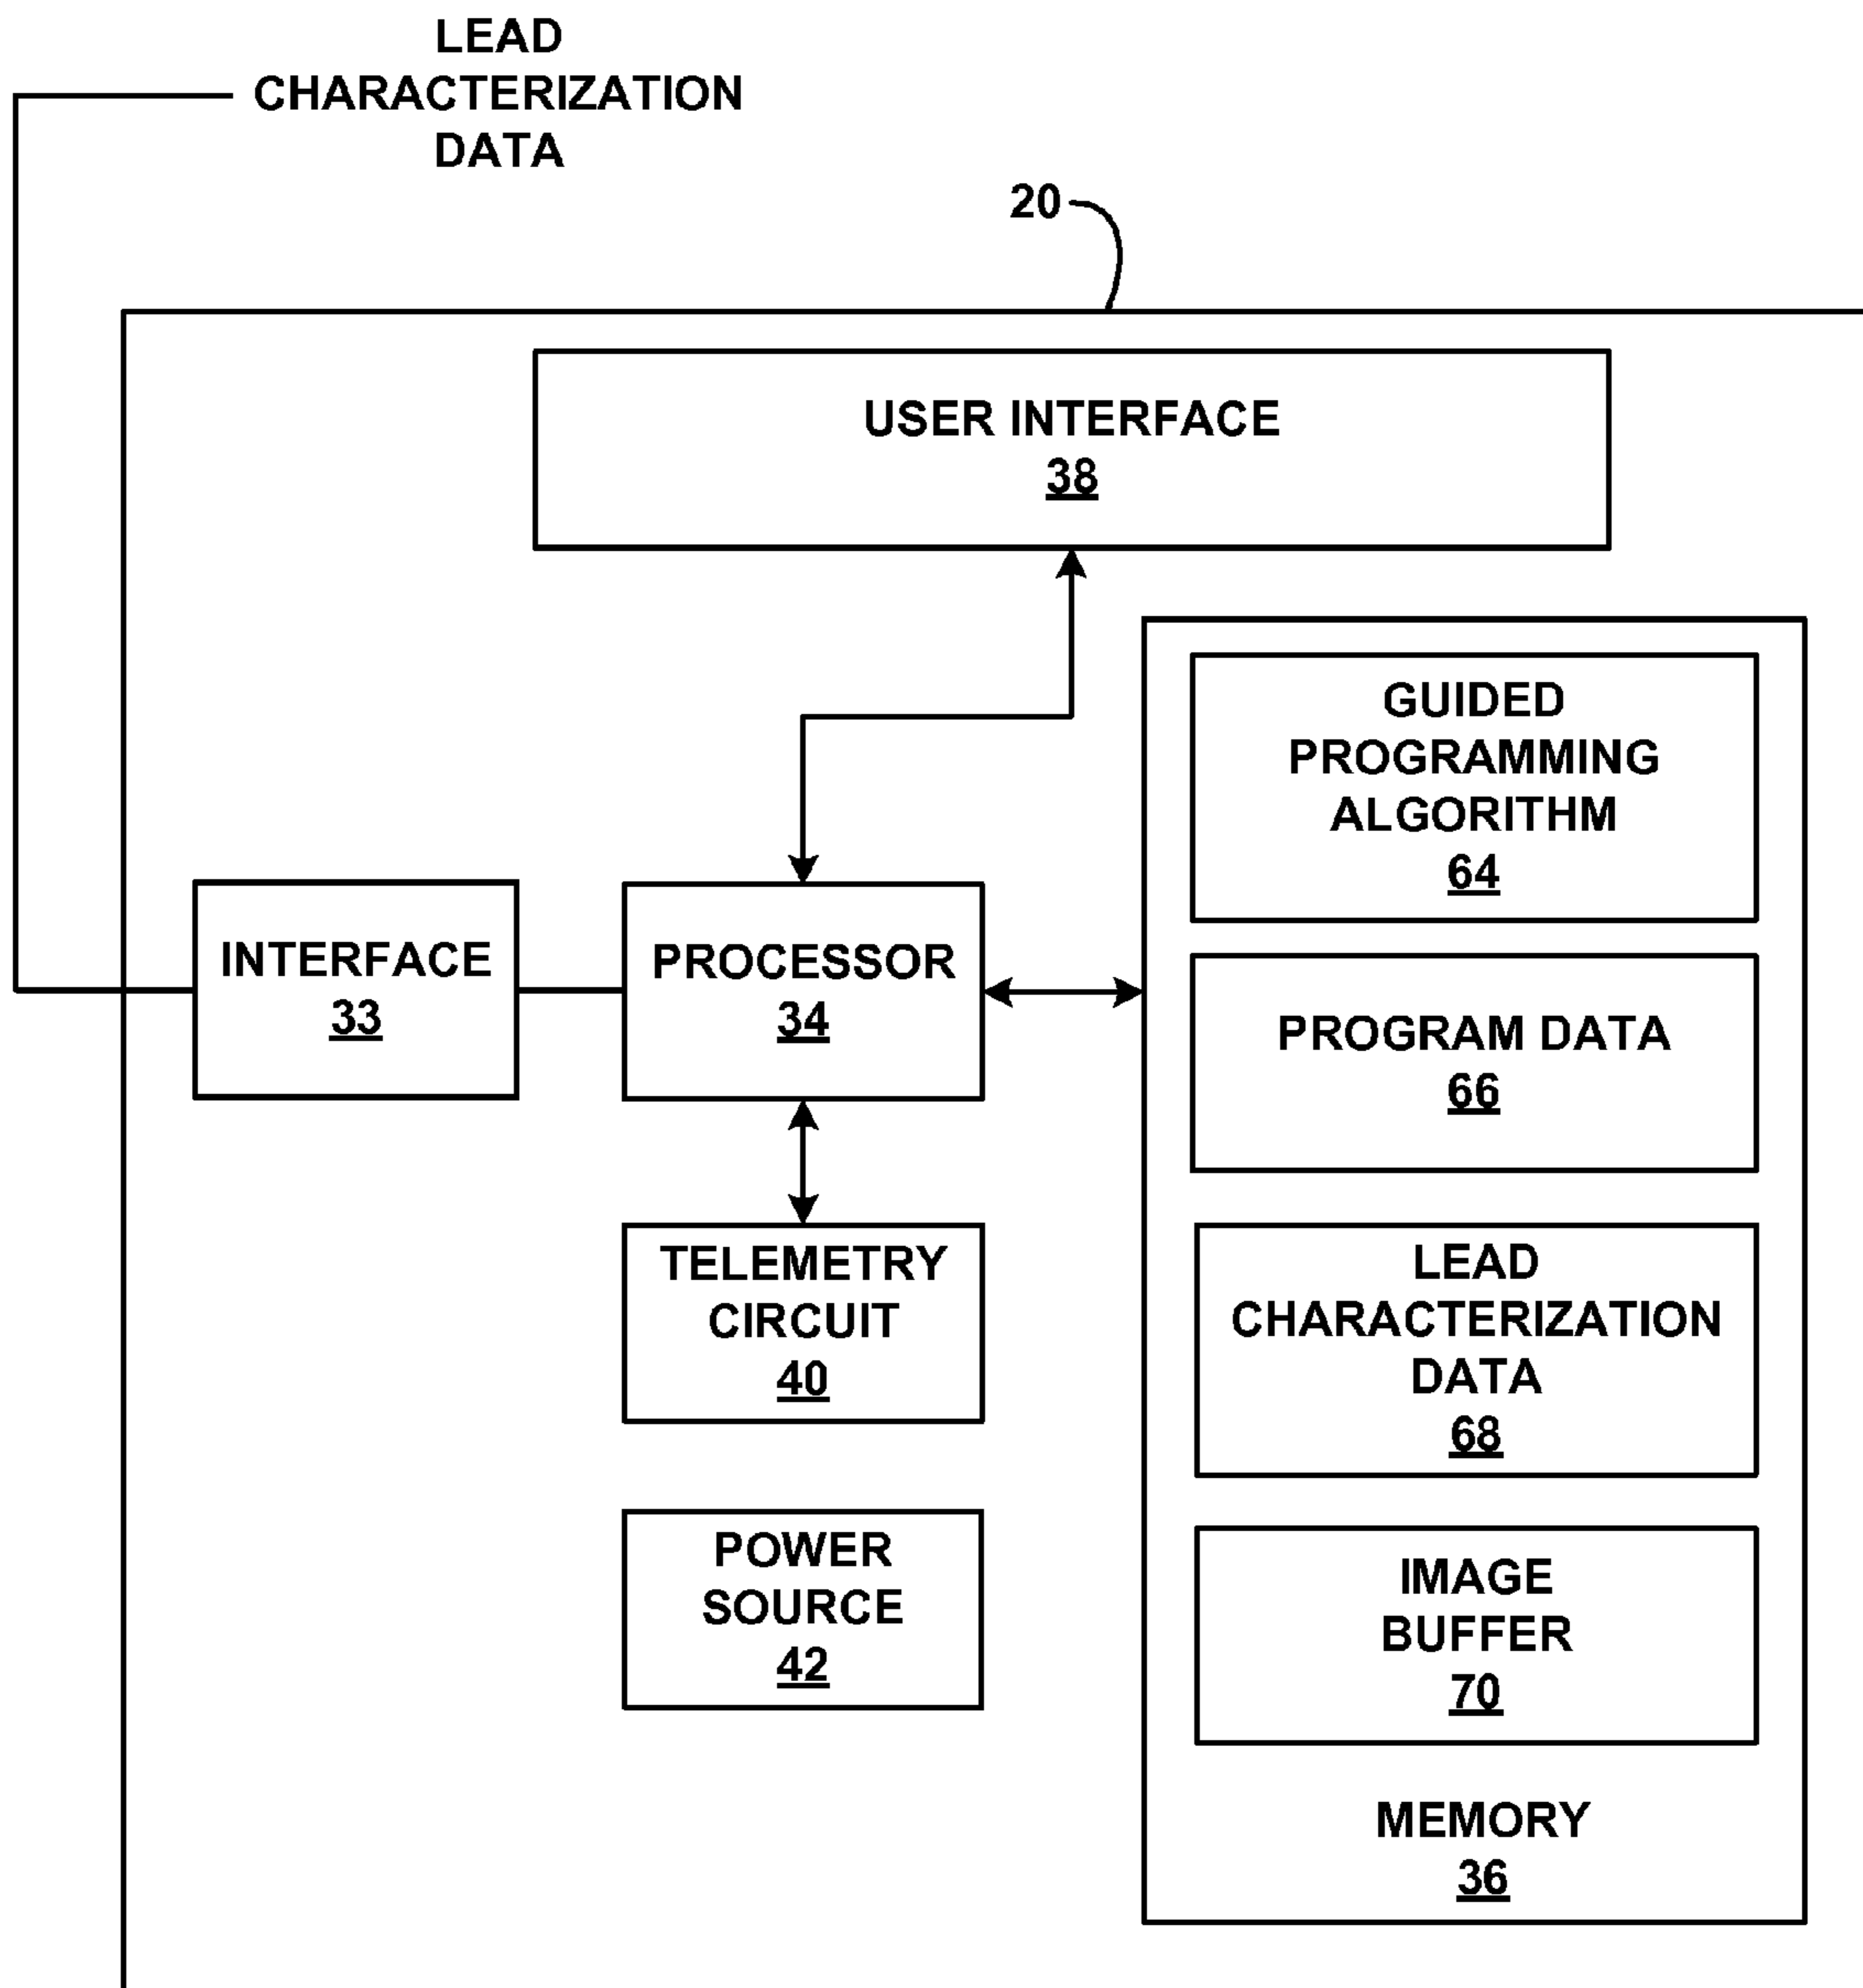 LEAD
CHARACTERIZATION
DATA
20
USER INTERFACE
38
GUIDED
PROGRAMMING
ALGORITHM
64
INTERFACE
33
PROCESSOR
34
PROGRAM DATA
66
TELEMETRY
CIRCUIT
40
LEAD
CHARACTERIZATION
DATA
68
POWER
SOURCE
42
IMAGE
BUFFER
70
MEMORY
36